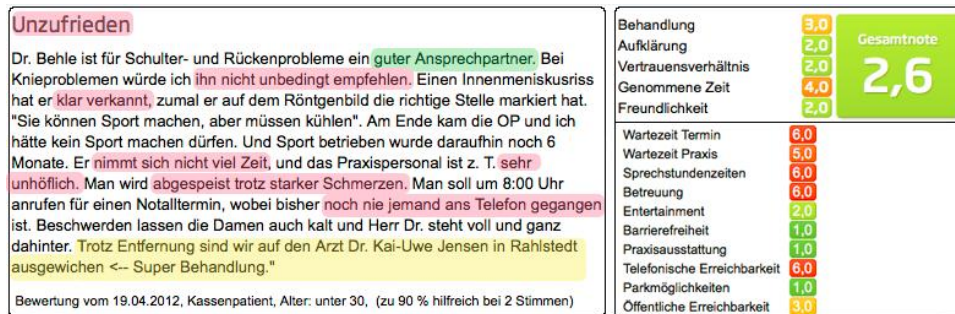 Unzufrieden
Dr. Behle ist für Schulter- und Rückenprobleme ein guter Ansprechpartner. Bei
Knieproblemen würde ich ihn nicht unbedingt empfehlen. Einen Innenmeniskusriss
hat er klar verkannt, zumal er auf dem Röntgenbild die richtige Stelle markiert hat.
"Sie können Sport machen, aber müssen kühlen". Am Ende kam die OP und ich
hätte kein Sport machen dürfen. Und Sport betrieben wurde daraufhin noch 6
Monate. Er nimmt sich nicht viel Zeit, und das Praxispersonal ist z. T. sehr
unhöflich. Man wird abgespeist trotz starker Schmerzen. Man soll um 8:00 Uhr
anrufen für einen Notalltermin, wobei bisher noch nie jemand ans Telefon gegangen
ist. Beschwerden lassen die Damen auch kalt und Herr Dr. steht voll und ganz
dahinter. Trotz Entfernung sind wir auf den Arzt Dr. Kai-Uwe Jensen in Rahlstedt
ausgewichen <-- Super Behandlung."
Bewertung vom 19.04.2012, Kassenpatient, Alter: unter 30, (zu 90 % hilfreich bei 2 Stimmen)
Behandlung 3,0
Aufklärung 2,0
Vertrauensverhältnis 2,0
Genommene Zeit 4,0
Freundlichkeit 2,0
Gesamtnote
2,6
Wartezeit Termin 6,0
Wartezeit Praxis 5,0
Sprechstundenzeiten 6,0
Betreuung 6,0
Entertainment 2,0
Barrierefreiheit 1,0
Praxisausstattung 1,0
Telefonische Erreichbarkeit 6,0
Parkmöglichkeiten 1,0
Öffentliche Erreichbarkeit 3,0